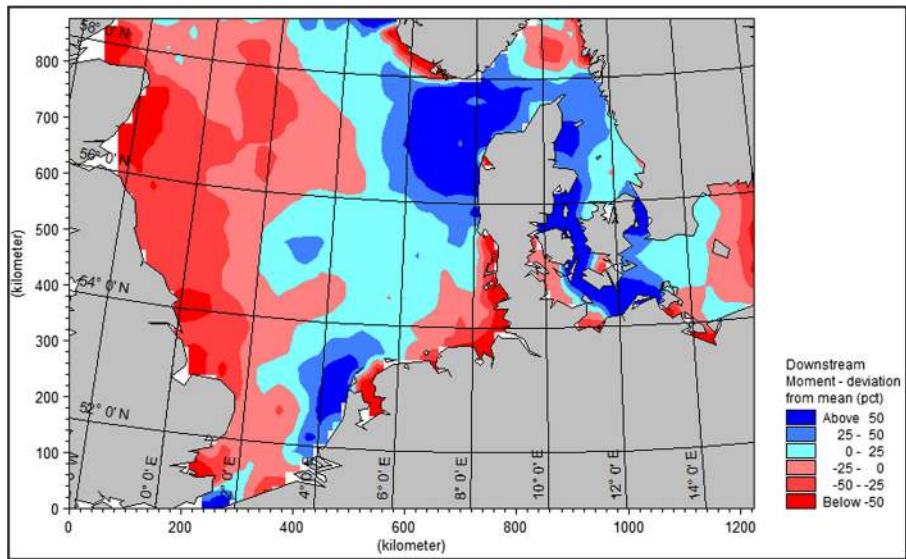 58° 0' N
56° 0' N
54° 0' N
52° 0' N
0° 0' E
2° 0' E
4° 0' E
6° 0' E
8° 0' E
10° 0' E
12° 0' E
14° 0' E
800
700
600
500
400
300
200
100
0
(kilometer)
0 200 400 600 800 1000 1200
(kilometer)
Downstream
Moment - deviation
from mean (pct)
Above 50
25 - 50
0 - 25
-25 - 0
-50 - -25
Below -50